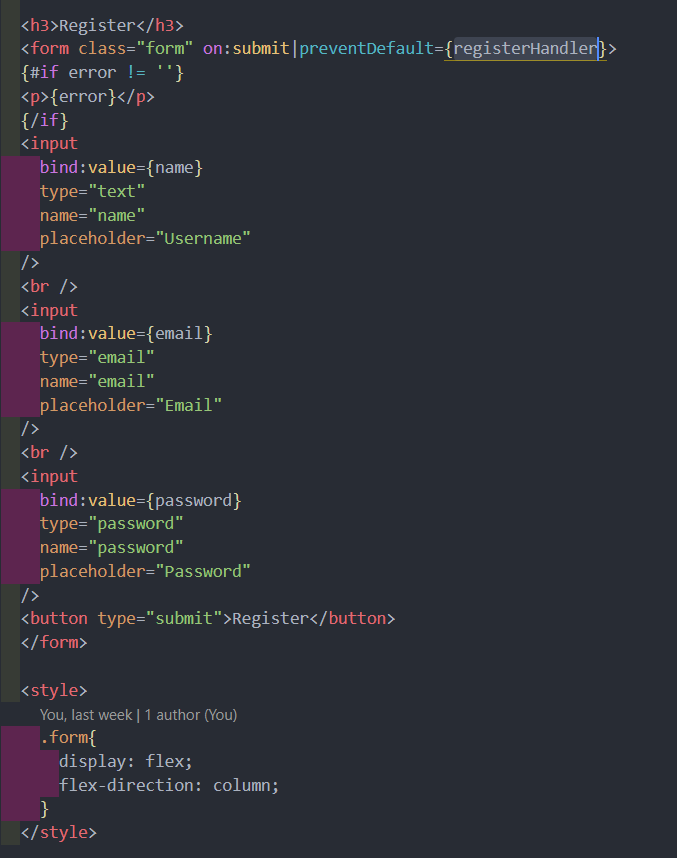 <h3>Register</h3>
<form class="form" on:submit|preventDefault={registerHandler}>
{#if error != ''}
<p>{error}</p>
{/if}
<input
bind:value={name}
type="text"
name="name"
placeholder="Username"
/>
<br />
<input
bind:value={email}
type="email"
name="email"
placeholder="Email"
/>
<br />
<input
bind:value={password}
type="password"
name="password"
placeholder="Password"
/>
<button type="submit">Register</button>
</form>
<style>
You, last week | 1 author (You)
.form{
display: flex;
flex-direction: column;
}
</style>